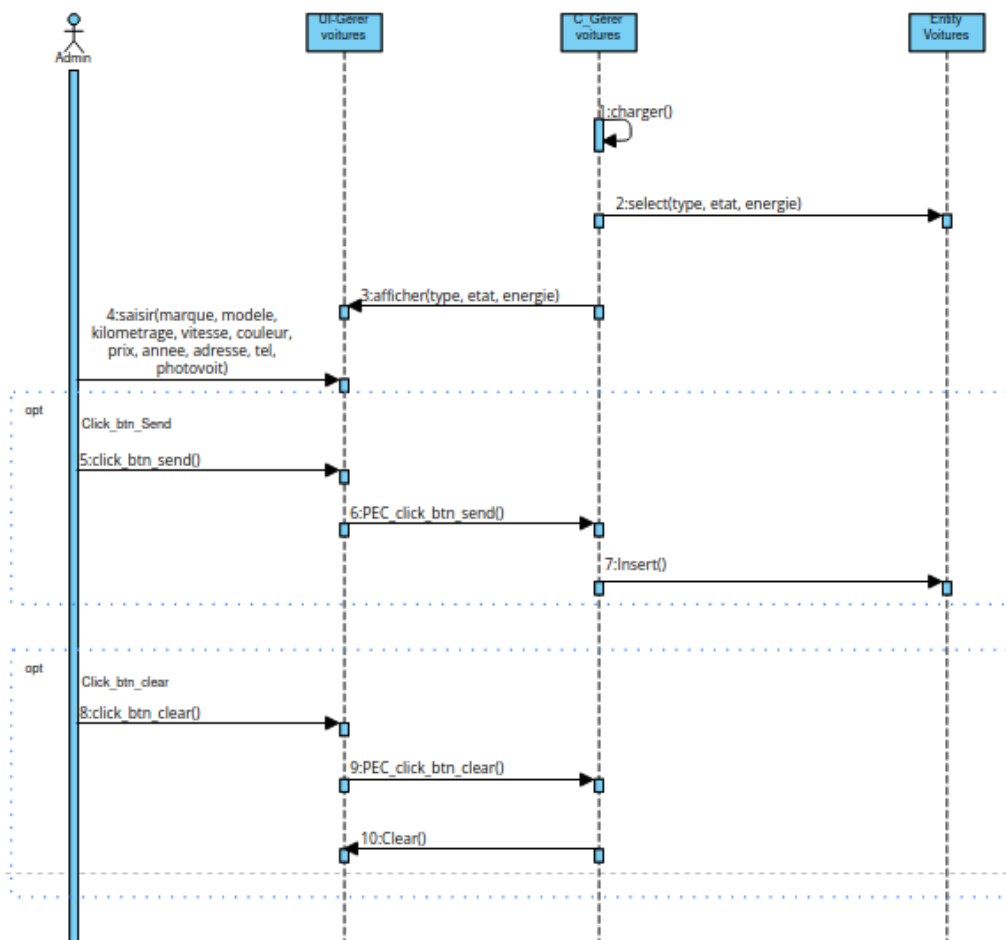 Admin
UI-Gerer
voitures
C_Gerer
voitures
Entity
Voitures
1:charger()
2:select(type, etat, energie)
3:afficher(type, etat, energie)
4:saisir(marque, modele,
kilometrage, vitesse, couleur,
prix, annee, adresse, tel,
photovoit)
opt
Click_btn_Send
5:click_btn_send()
6:PEC_click_btn_send()
7:Insert()
opt
Click_btn_clear
8:click_btn_clear()
9:PEC_click_btn_clear()
10:Clear()